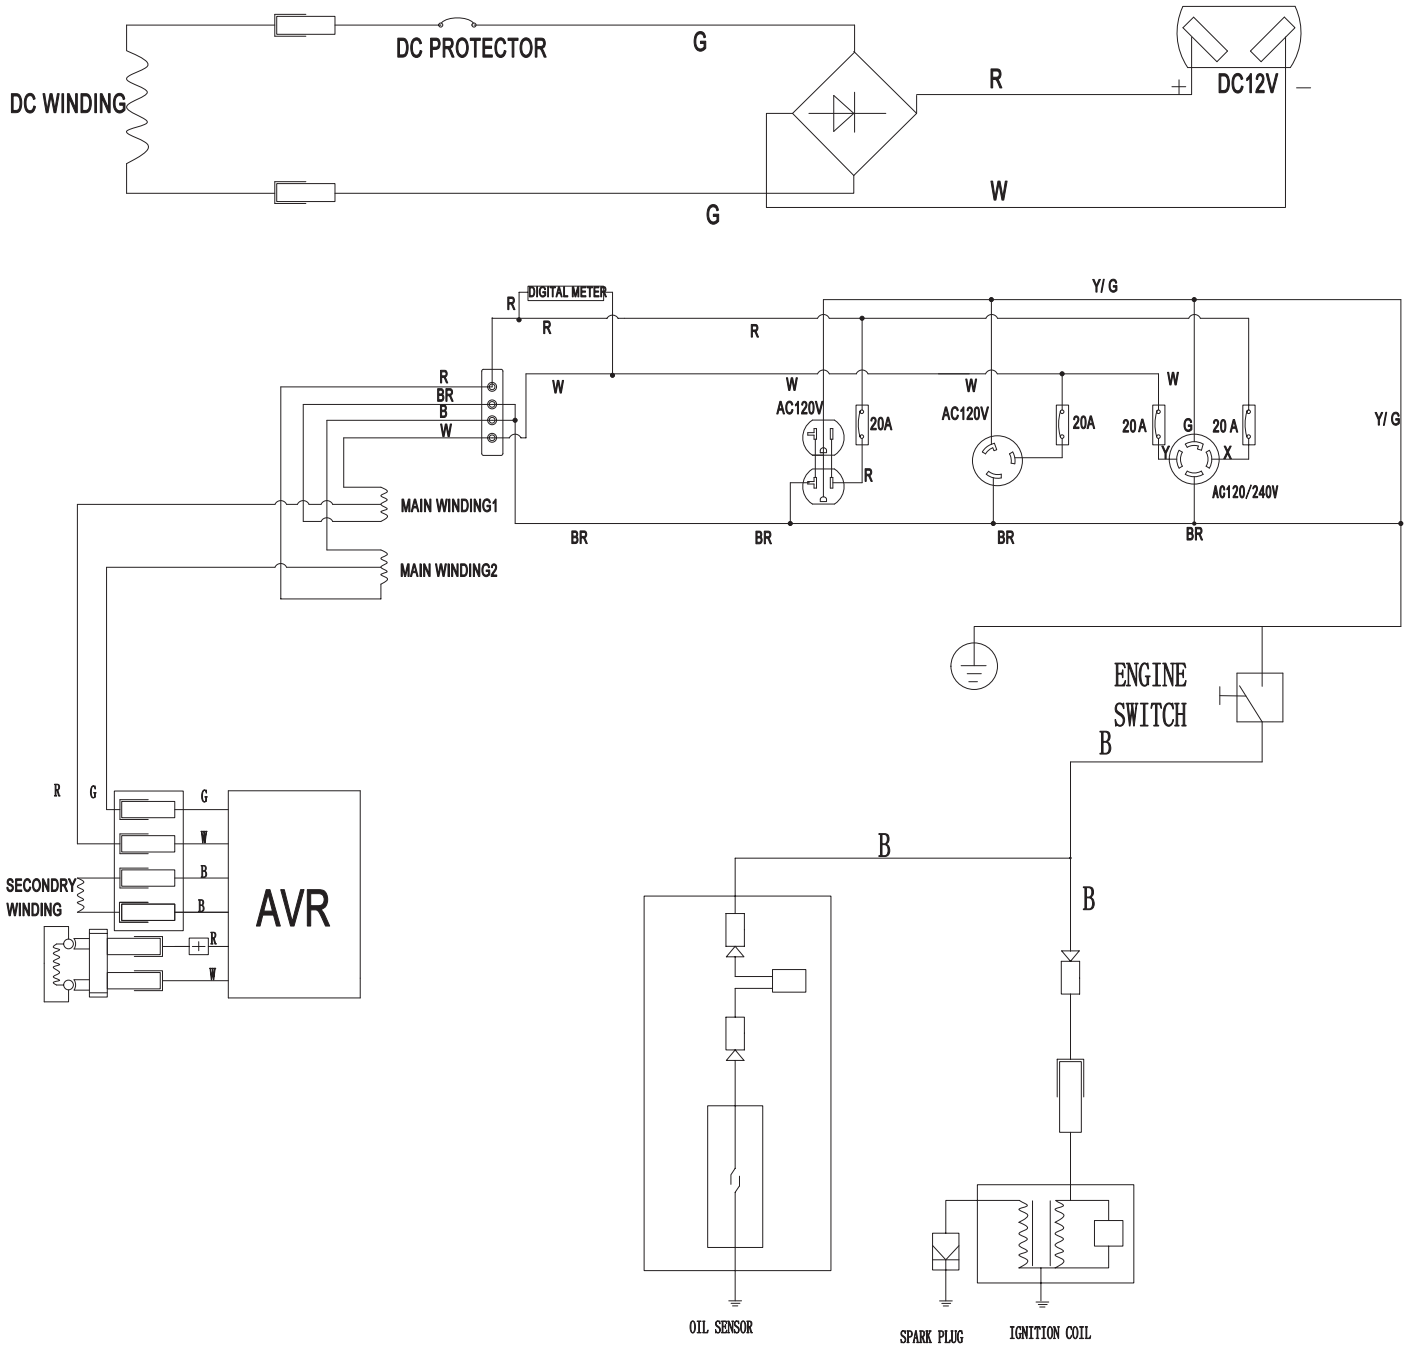 DC PROTECTOR
G
DC WINDING
R
+
DC12V
−
W
G
Y/ G
DIGITAL METER
R
R
R
R
BR
B
W
W
W
AC120V
20A
W
AC120V
20A
W
20 A
G
20 A
Y
X
R
AC120/240V
Y/ G
MAIN WINDING1
BR
BR
BR
BR
MAIN WINDING2
ENGINE
SWITCH
B
R
G
G
W
B
B
SECONDRY
WINDING
AVR
+
R
W
B
B
OIL SENSOR
SPARK PLUG
IGNITION COIL